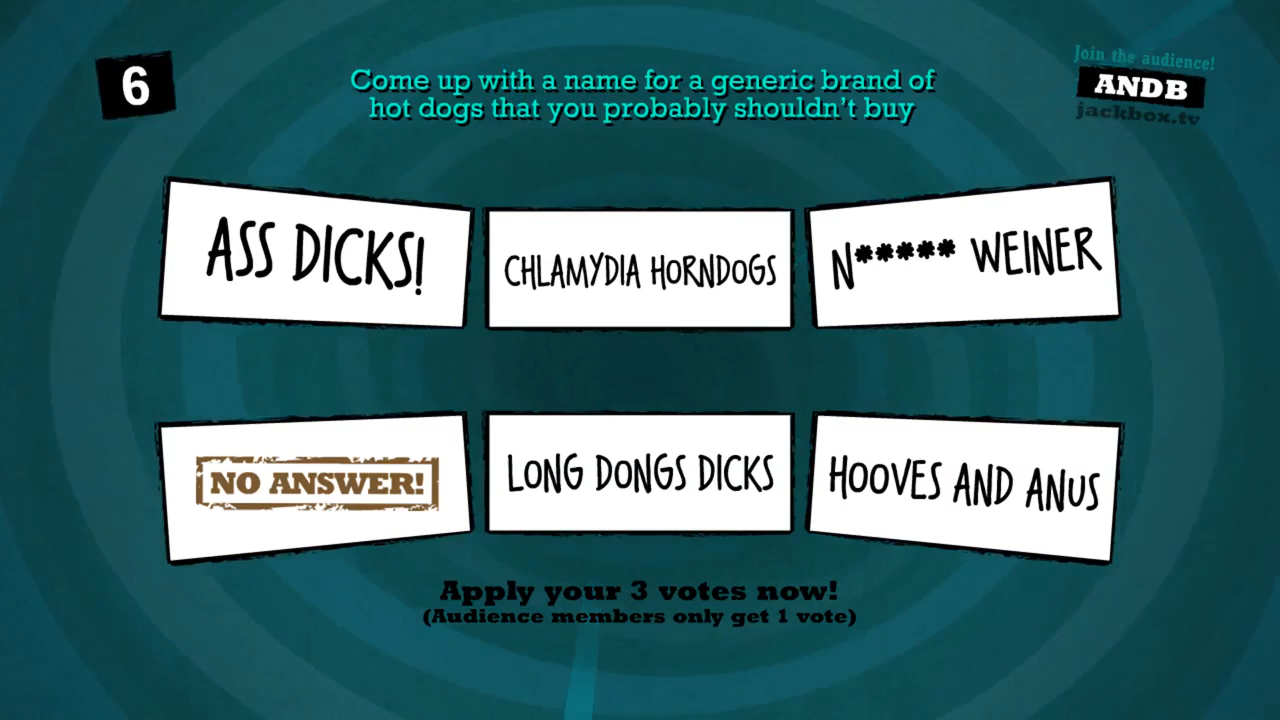 6
Come up with a name for a generic brand of
hot dogs that you probably shouldn't buy
Join the audience!
ANDB
jackbox.tv
ASS DICKS!
CHLAMYDIA HORNDOGS
N***** WEINER
NO ANSWER!
LONG DONGS DICKS
HOOVES AND ANUS
Apply your 3 votes now!
(Audience members only get 1 vote)